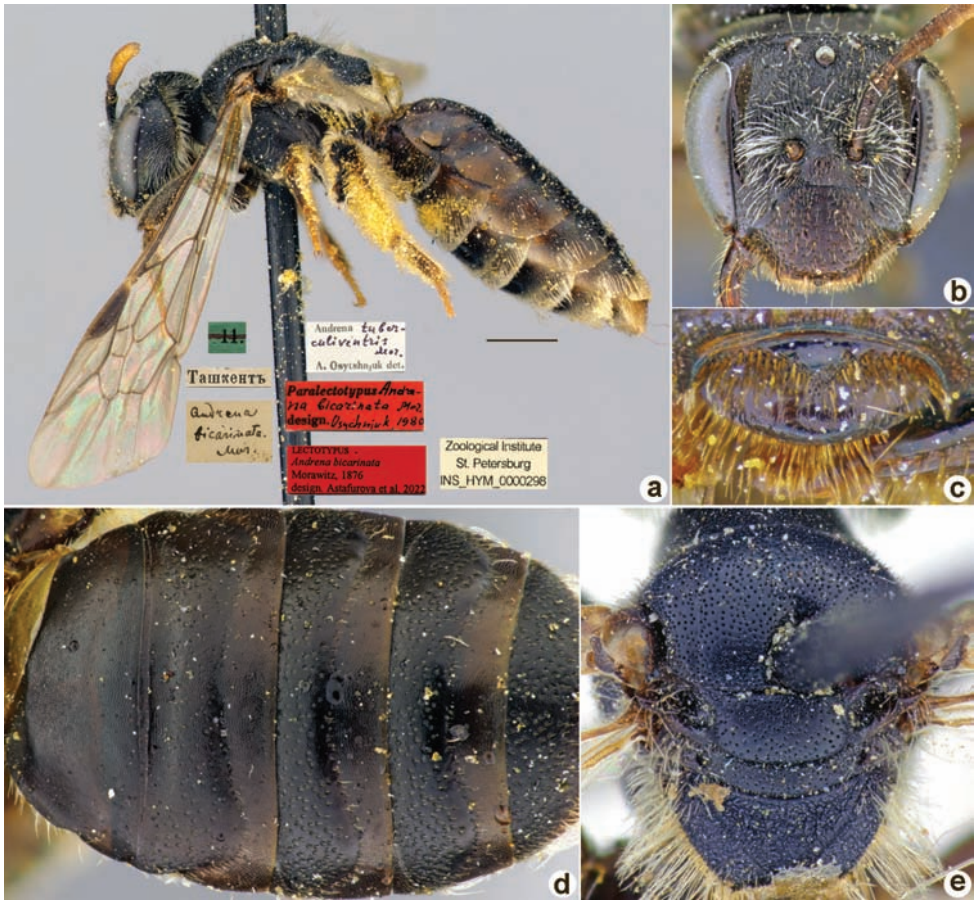 11.
Ташкентъ
Andrena
bicarinata.
Mor.
Andrena tuber-
culiventris
Mor.
A. Osytshnjuk det.
Paralectotypus Andre-
na bicarinata Mor.
design. Osychnjuk, 1980
LECTOTYPUS
Andrena bicarinata
Morawitz, 1876
design. Astafurova et al. 2022
Zoological Institute
St. Petersburg
INS_HYM_0000298
a
b
c
d
e